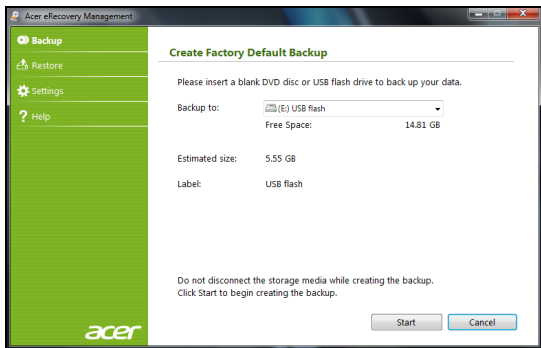 Acer eRecovery Management
Backup
Restore
Settings
? Help
Create Factory Default Backup
Please insert a blank DVD disc or USB flash drive to back up your data.
Backup to: (E:) USB flash
Free Space: 14.81 GB
Estimated size: 5.55 GB
Label: USB flash
Do not disconnect the storage media while creating the backup.
Click Start to begin creating the backup.
Start Cancel
acer